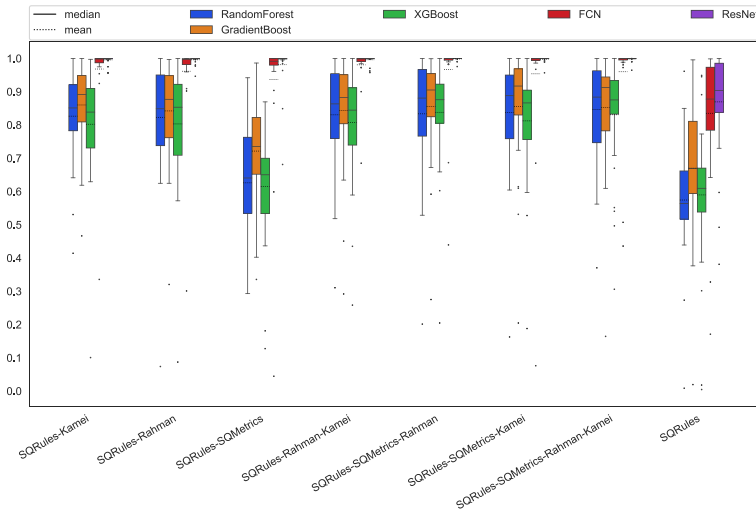 median RandomForest XGBoost FCN ResNe
mean GradientBoost
1.0
0.9
0.8
0.7
0.6
0.5
0.4
0.3
0.2
0.1
0.0
SQRules-Kamei
SQRules-Rahman
SQRules-SQMetrics
SQRules-Rahman-Kamei
SQRules-SQMetrics-Rahman
SQRules-SQMetrics-Kamei
SQRules-SQMetrics-Rahman-Kamei
SQRules